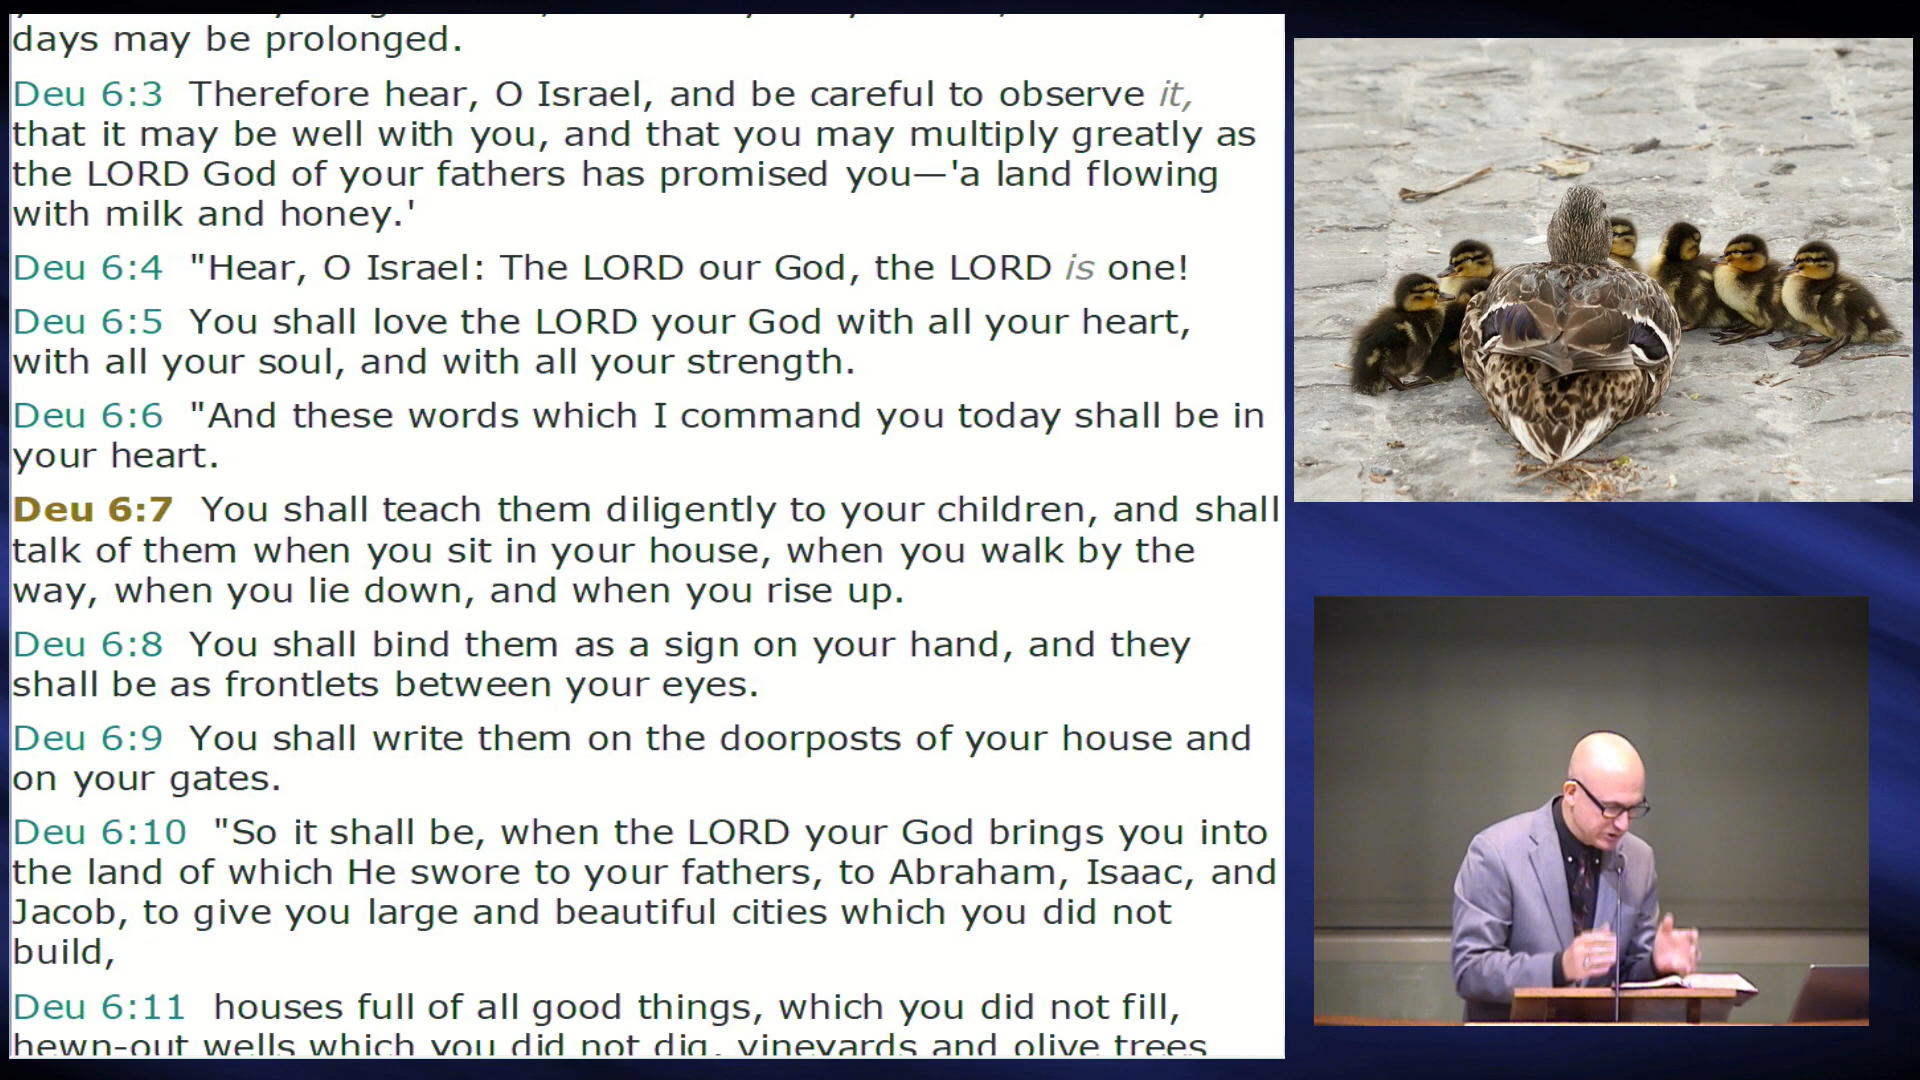 days may be prolonged.
Deu 6:3 Therefore hear, O Israel, and be careful to observe it,
that it may be well with you, and that you may multiply greatly as
the LORD God of your fathers has promised you—'a land flowing
with milk and honey.'
Deu 6:4 "Hear, O Israel: The LORD our God, the LORD is one!
Deu 6:5 You shall love the LORD your God with all your heart,
with all your soul, and with all your strength.
Deu 6:6 "And these words which I command you today shall be in
your heart.
Deu 6:7 You shall teach them diligently to your children, and shall
talk of them when you sit in your house, when you walk by the
way, when you lie down, and when you rise up.
Deu 6:8 You shall bind them as a sign on your hand, and they
shall be as frontlets between your eyes.
Deu 6:9 You shall write them on the doorposts of your house and
on your gates.
Deu 6:10 "So it shall be, when the LORD your God brings you into
the land of which He swore to your fathers, to Abraham, Isaac, and
Jacob, to give you large and beautiful cities which you did not
build,
Deu 6:11 houses full of all good things, which you did not fill,
hewn-out wells which you did not dig, vineyards and olive trees